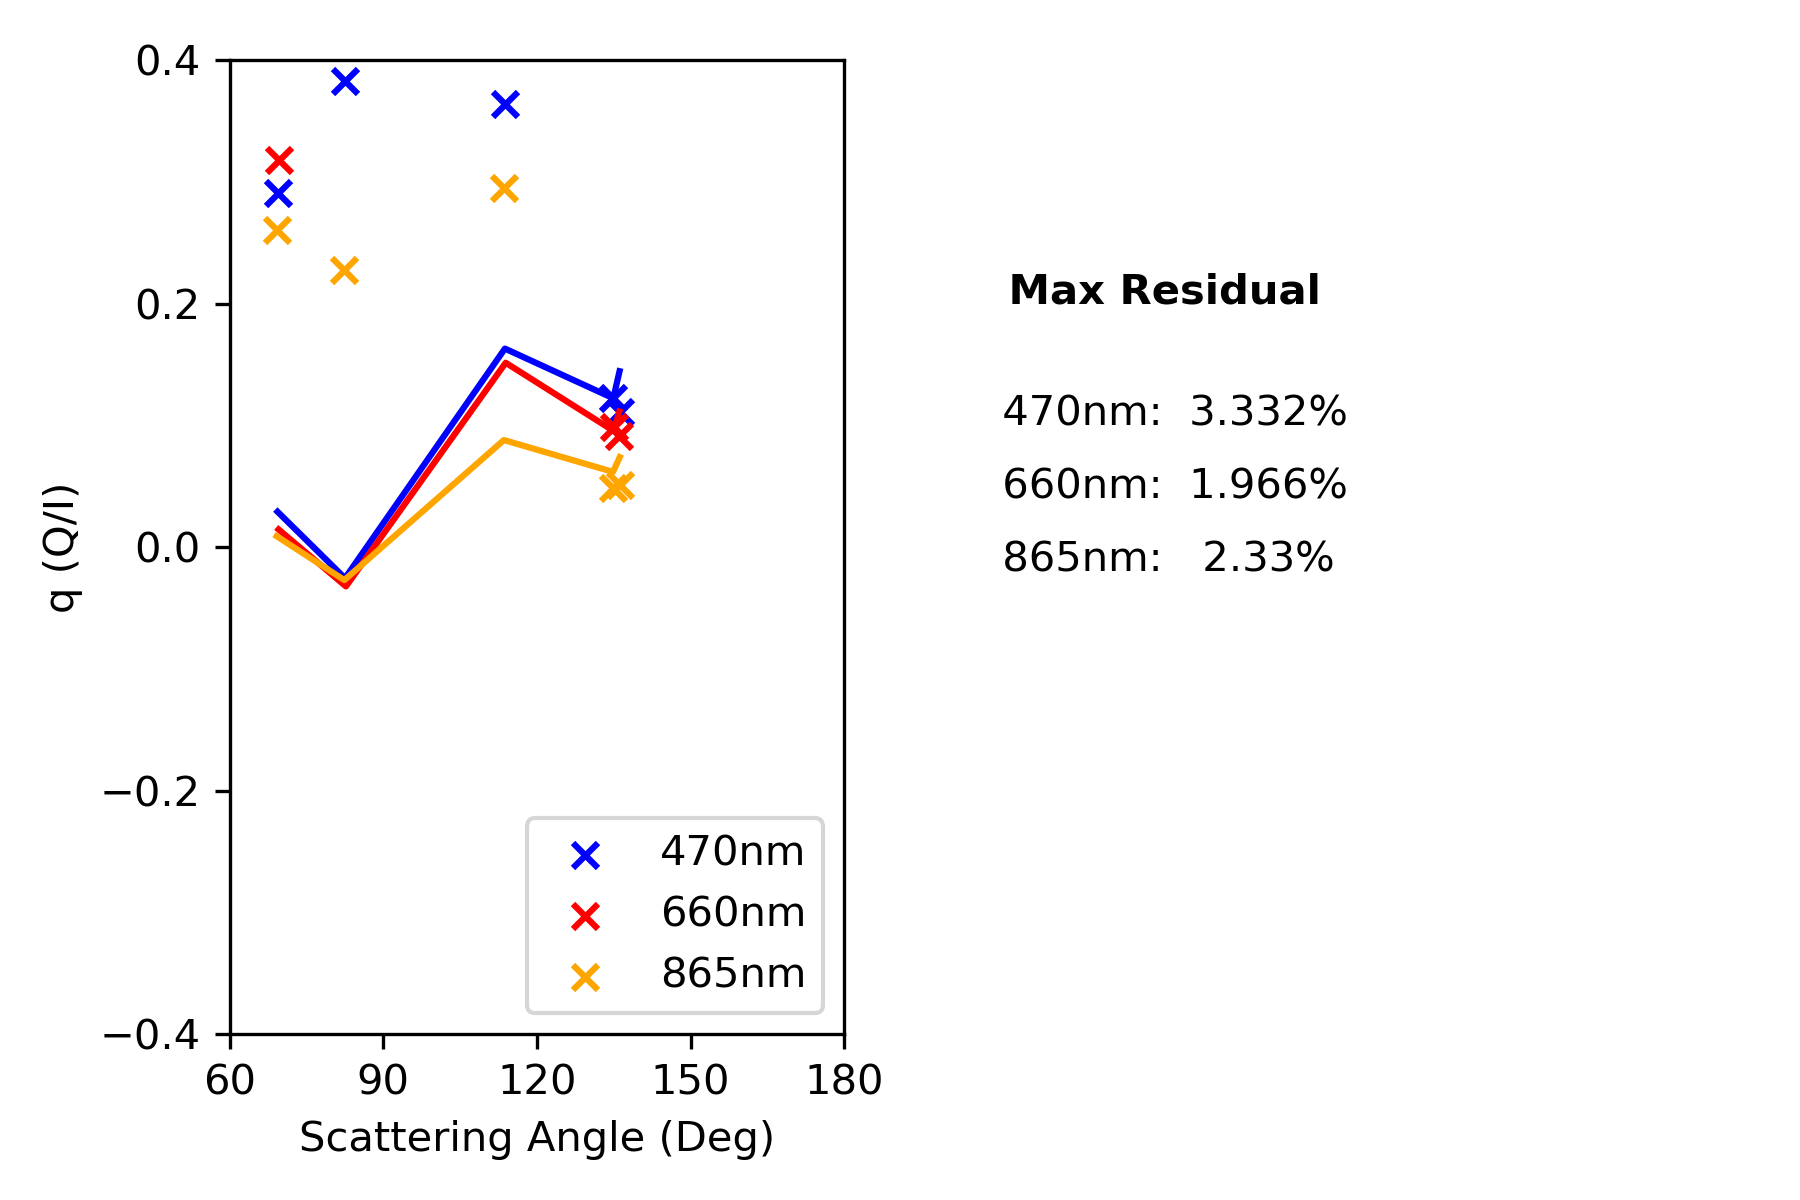 0.4
0.2
0.0
−0.2
−0.4
q (Q/I)
60 90 120 150 180
Scattering Angle (Deg)
470nm
660nm
865nm
Max Residual
470nm: 3.332%
660nm: 1.966%
865nm: 2.33%